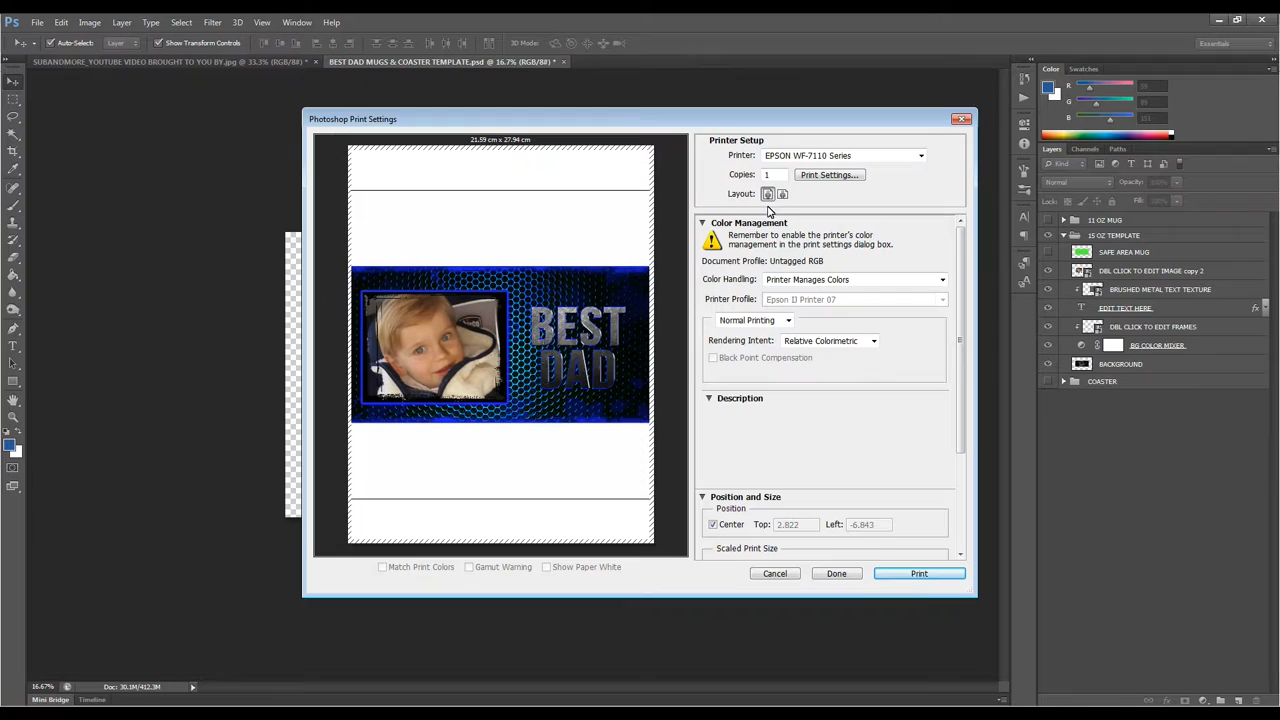 Ps File Edit Image Layer Type Select Filter 3D View Window Help
Auto-Select: Layer Show Transform Controls 3D Mode: Essentials
SUBANDMORE_YOUTUBE VIDEO BROUGHT TO YOU BY.jpg @ 33.3% (RGB/8#) * × BEST DAD MUGS & COASTER TEMPLATE.psd @ 16.7% (RGB/8#) * ×
Color Swatches
R 59
G 89
B 151
Layers Channels Paths
Kind
Normal Opacity: 100%
Lock: Fill: 100%
11 OZ MUG
15 OZ TEMPLATE
SAFE AREA MUG
DBL CLICK TO EDIT IMAGE copy 2
BRUSHED METAL TEXT TEXTURE
EDIT TEXT HERE fx
DBL CLICK TO EDIT FRAMES
BG COLOR MIXER
BACKGROUND
COASTER
Photoshop Print Settings
21.59 cm x 27.94 cm
BEST
DAD
Match Print Colors Gamut Warning Show Paper White
Printer Setup
Printer: EPSON WF-7110 Series
Copies: 1 Print Settings...
Layout:
Color Management
Remember to enable the printer's color
management in the print settings dialog box.
Document Profile: Untagged RGB
Color Handling: Printer Manages Colors
Printer Profile: Epson IJ Printer 07
Normal Printing
Rendering Intent: Relative Colorimetric
Black Point Compensation
Description
Position and Size
Position
Center Top: 2.822 Left: -6.843
Scaled Print Size
Cancel Done Print
16.67% Doc: 30.1M/412.3M
Mini Bridge Timeline